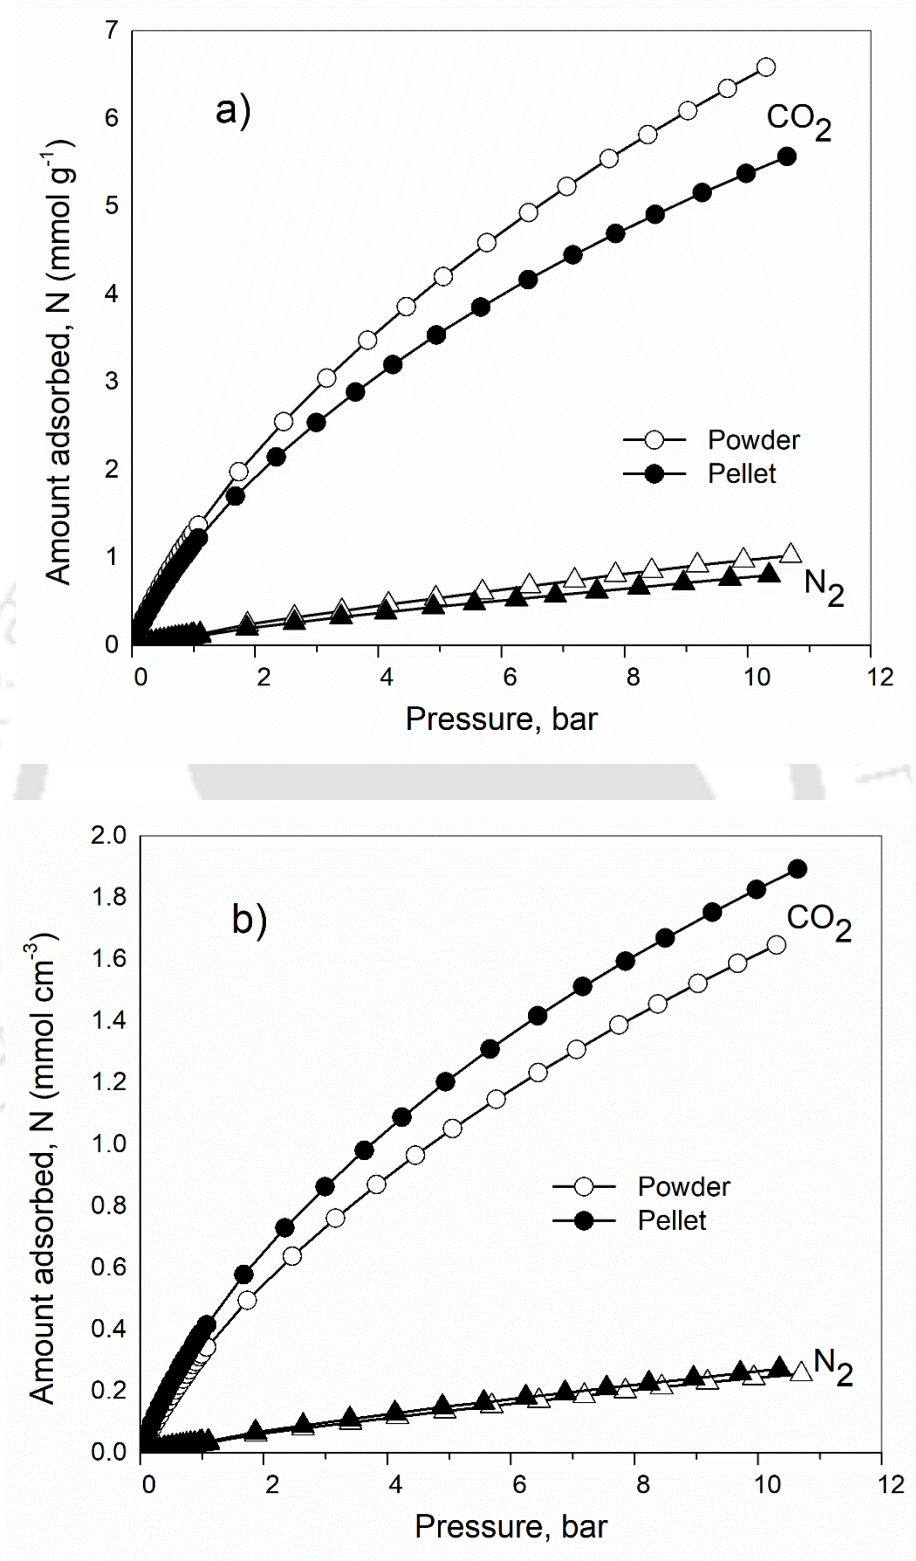 7
a)
6
CO2
5
4
3
Powder
Pellet
2
1
N2
0
0 2 4 6 8 10 12
Pressure, bar
Amount adsorbed, N (mmol g-1)
2.0
1.8
b)
CO2
1.6
1.4
1.2
1.0
Powder
0.8
Pellet
0.6
0.4
N2
0.2
0.0
0 2 4 6 8 10 12
Pressure, bar
Amount adsorbed, N (mmol cm-3)